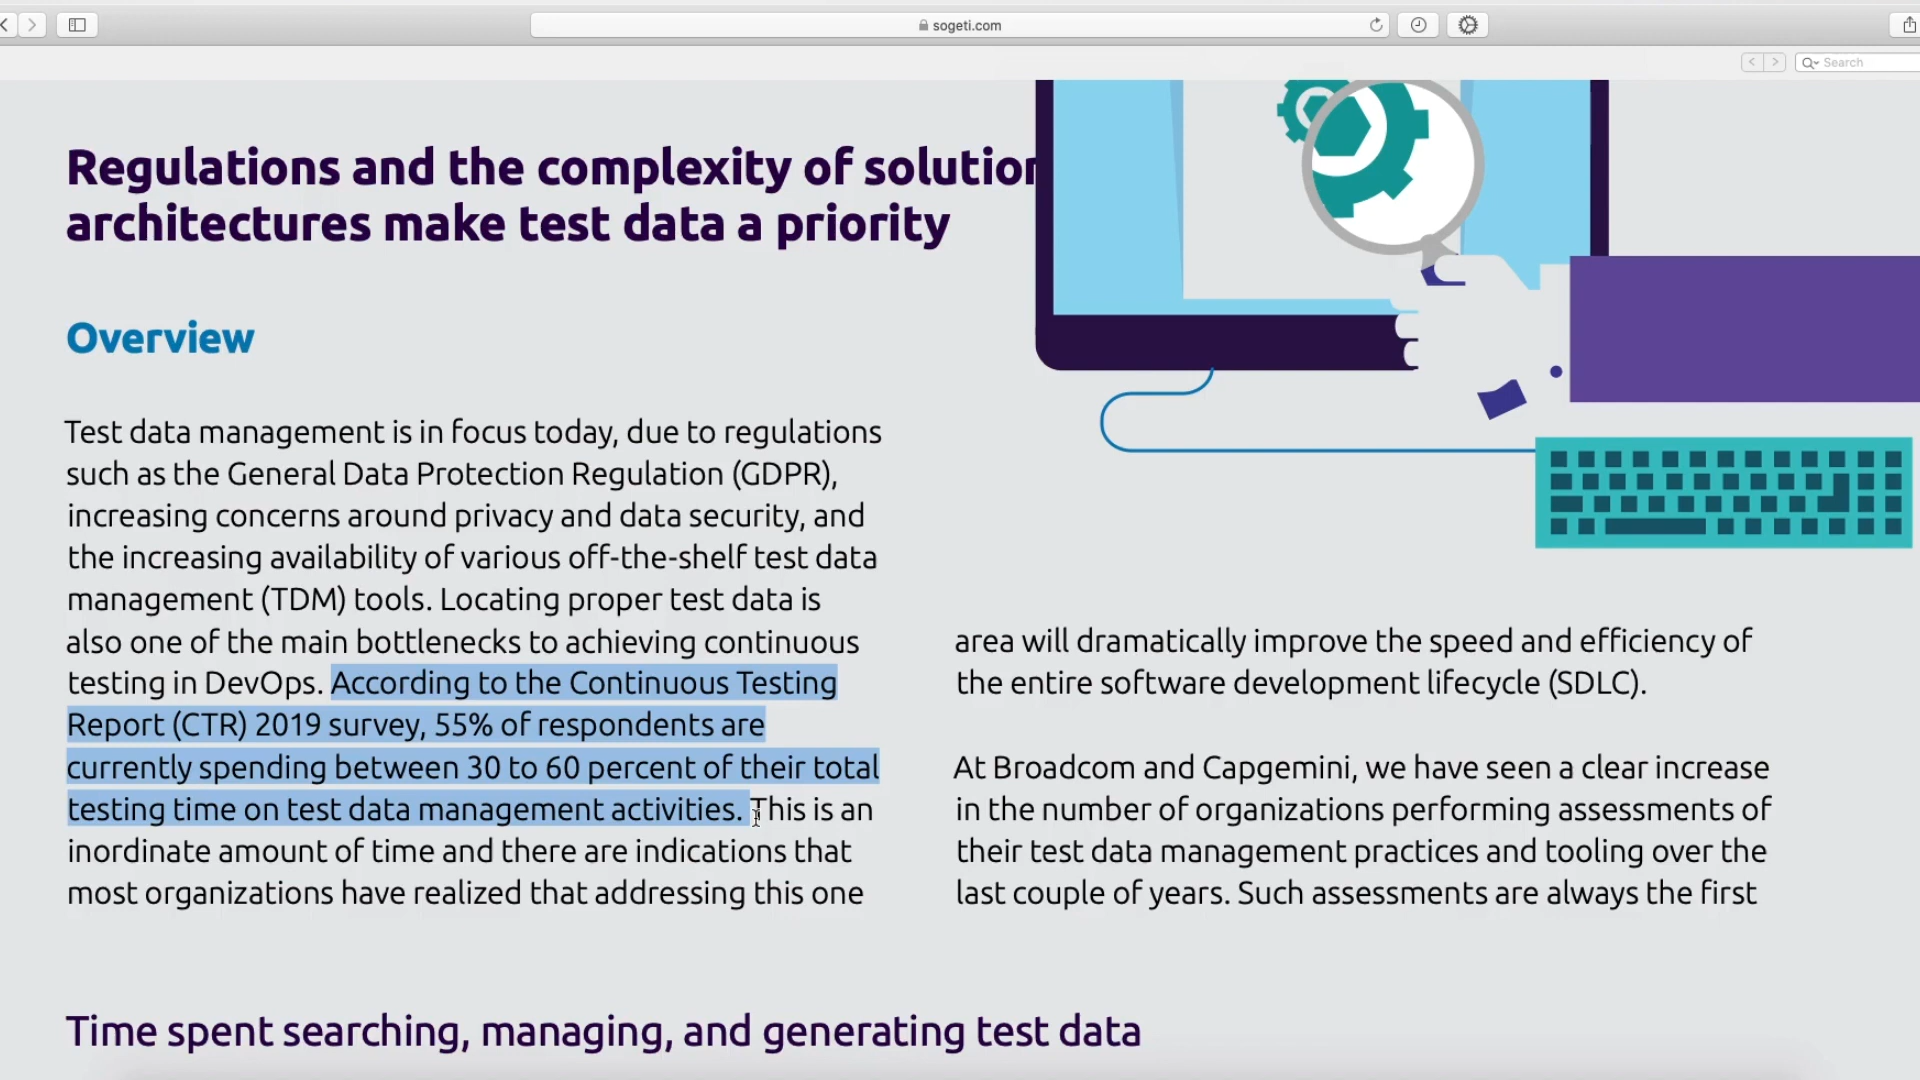 sogeti.com
Search
Regulations and the complexity of solution
architectures make test data a priority
Overview
Test data management is in focus today, due to regulations
such as the General Data Protection Regulation (GDPR),
increasing concerns around privacy and data security, and
the increasing availability of various off-the-shelf test data
management (TDM) tools. Locating proper test data is
also one of the main bottlenecks to achieving continuous
testing in DevOps. According to the Continuous Testing
Report (CTR) 2019 survey, 55% of respondents are
currently spending between 30 to 60 percent of their total
testing time on test data management activities. This is an
inordinate amount of time and there are indications that
most organizations have realized that addressing this one
area will dramatically improve the speed and efficiency of
the entire software development lifecycle (SDLC).
At Broadcom and Capgemini, we have seen a clear increase
in the number of organizations performing assessments of
their test data management practices and tooling over the
last couple of years. Such assessments are always the first
Time spent searching, managing, and generating test data